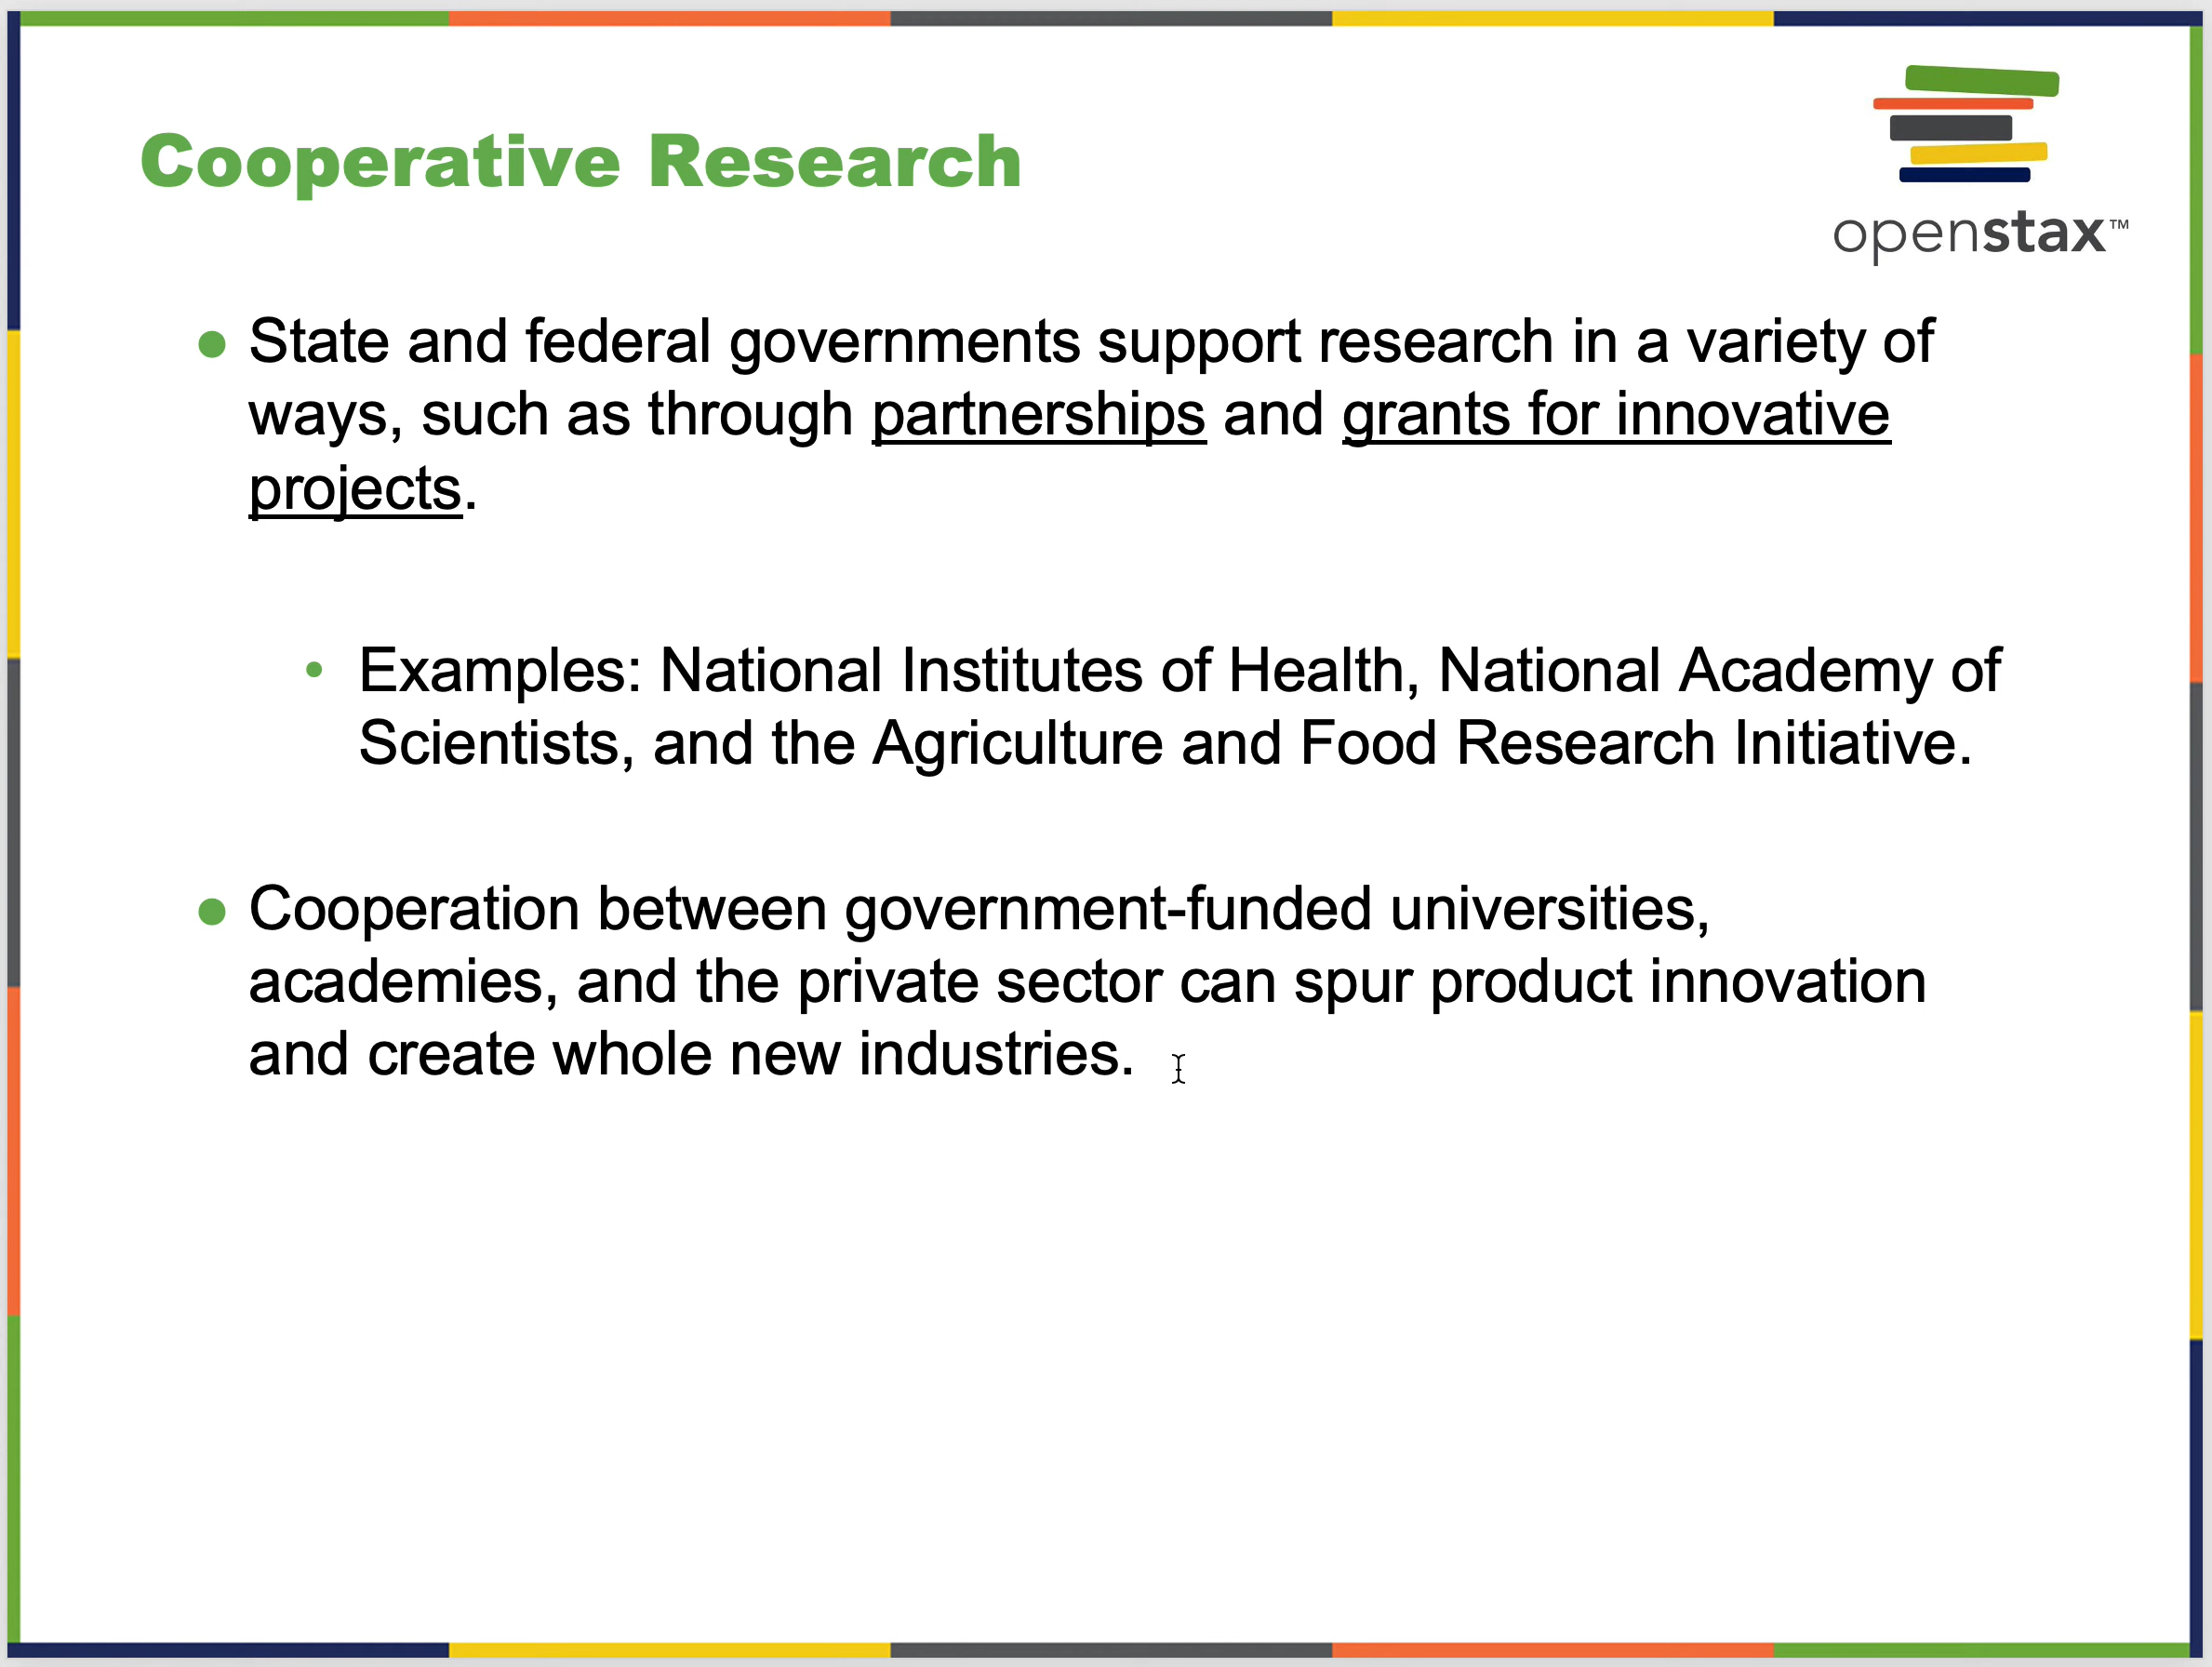 Cooperative Research
openstax™
● State and federal governments support research in a variety of
ways, such as through partnerships and grants for innovative
projects.
• Examples: National Institutes of Health, National Academy of
Scientists, and the Agriculture and Food Research Initiative.
● Cooperation between government-funded universities,
academies, and the private sector can spur product innovation
and create whole new industries.